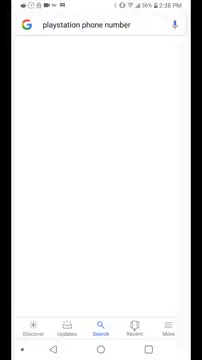 36% 2:38 PM
playstation phone number
Discover Updates Search Recent More